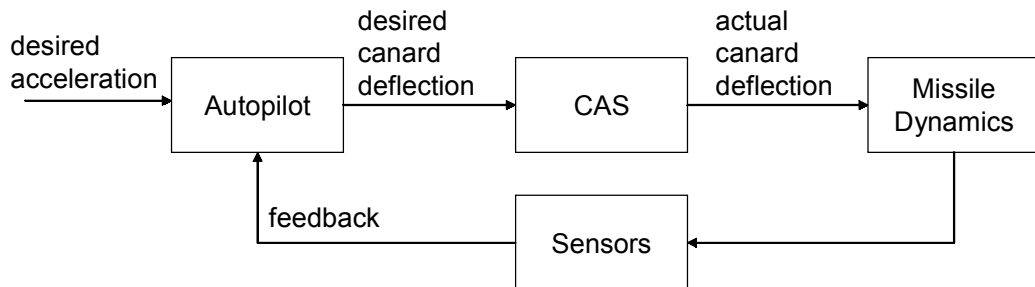 desired
acceleration
Autopilot
desired
canard
deflection
CAS
actual
canard
deflection
Missile
Dynamics
feedback
Sensors